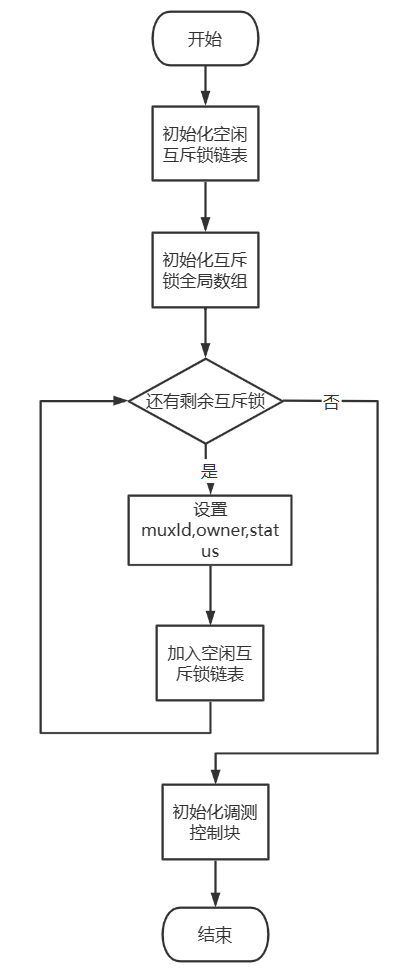 开始
初始化空闲
互斥锁链表
初始化互斥
锁全局数组
还有剩余互斥锁
否
是
设置
muxId,owner,stat
us
加入空闲互
斥锁链表
初始化调测
控制块
结束